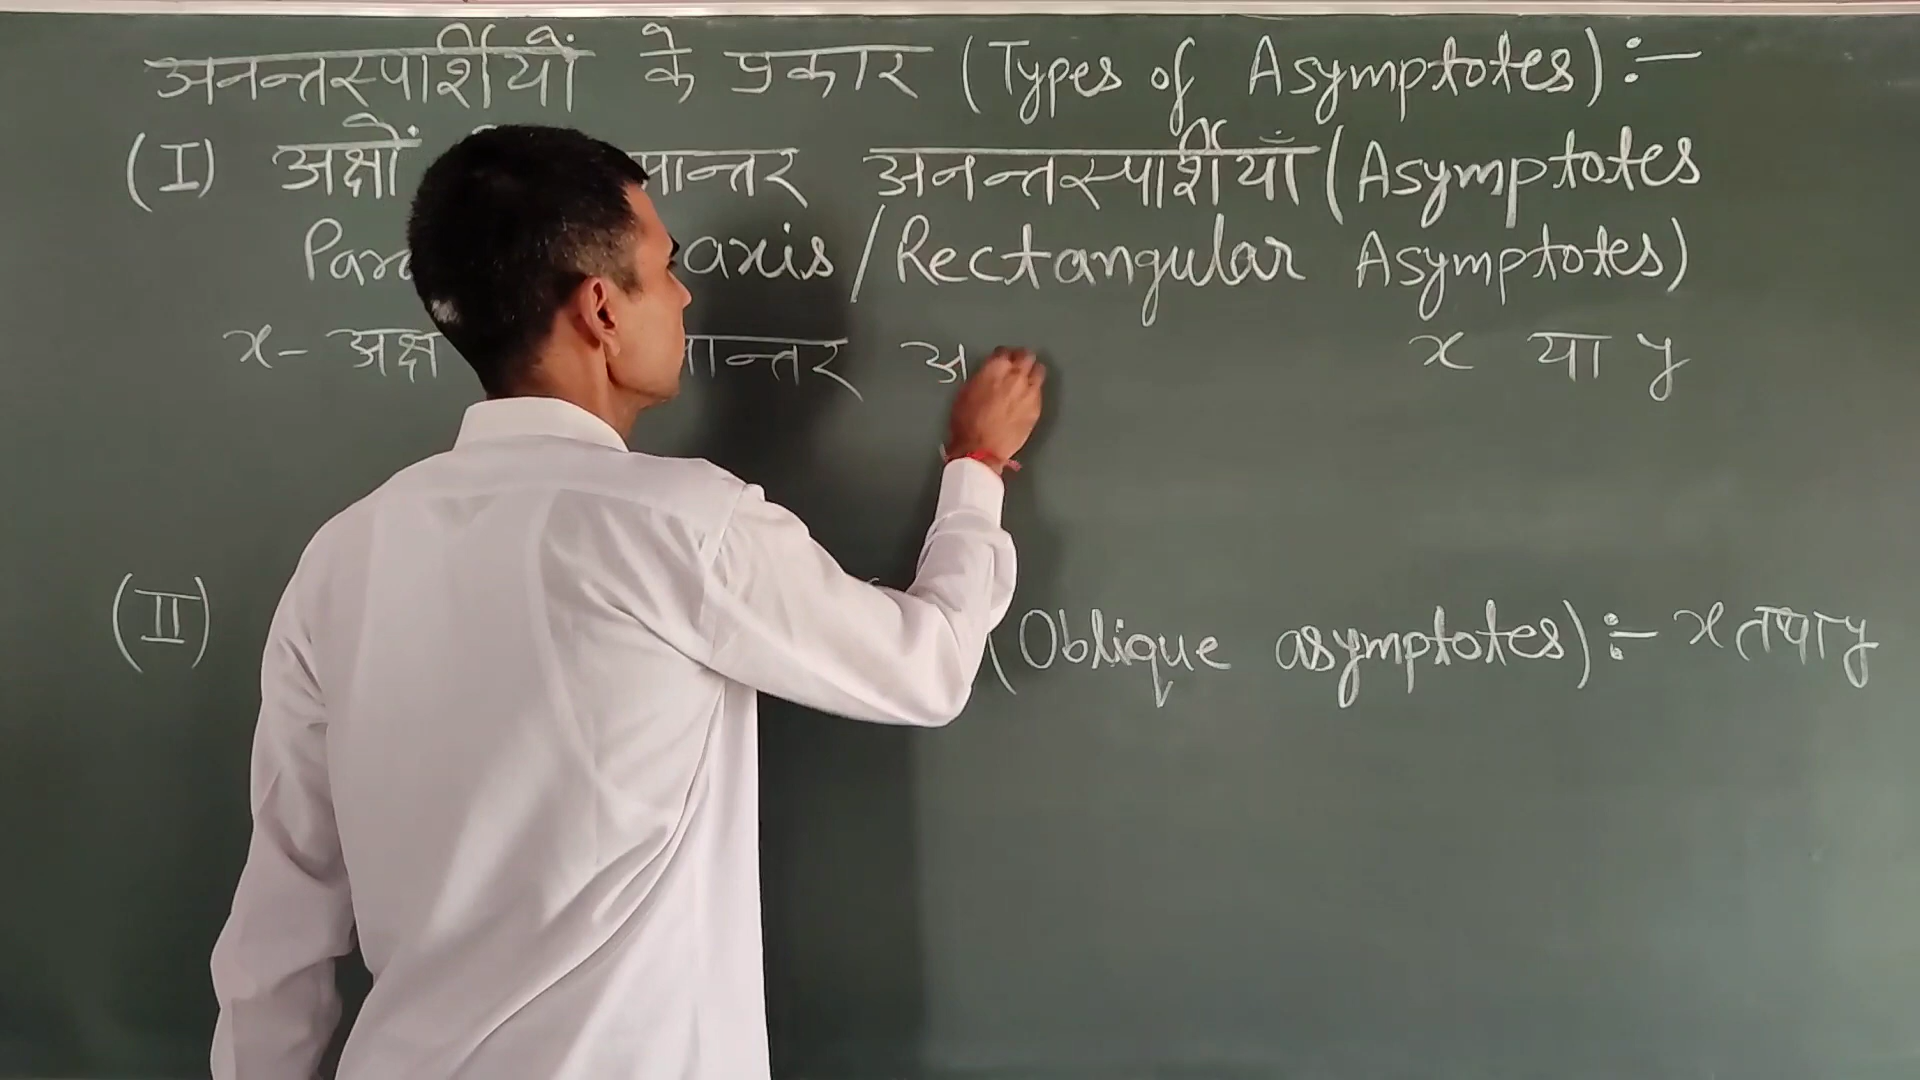 अनन्तस्पर्शियों के प्रकार (Types of Asymptotes):-
(I) अक्षों अनन्तस्पर्शियाँ (Asymptotes
axis/Rectangular Asymptotes)
x- अक्ष x या y
(II) (Oblique asymptotes):- x तथा y